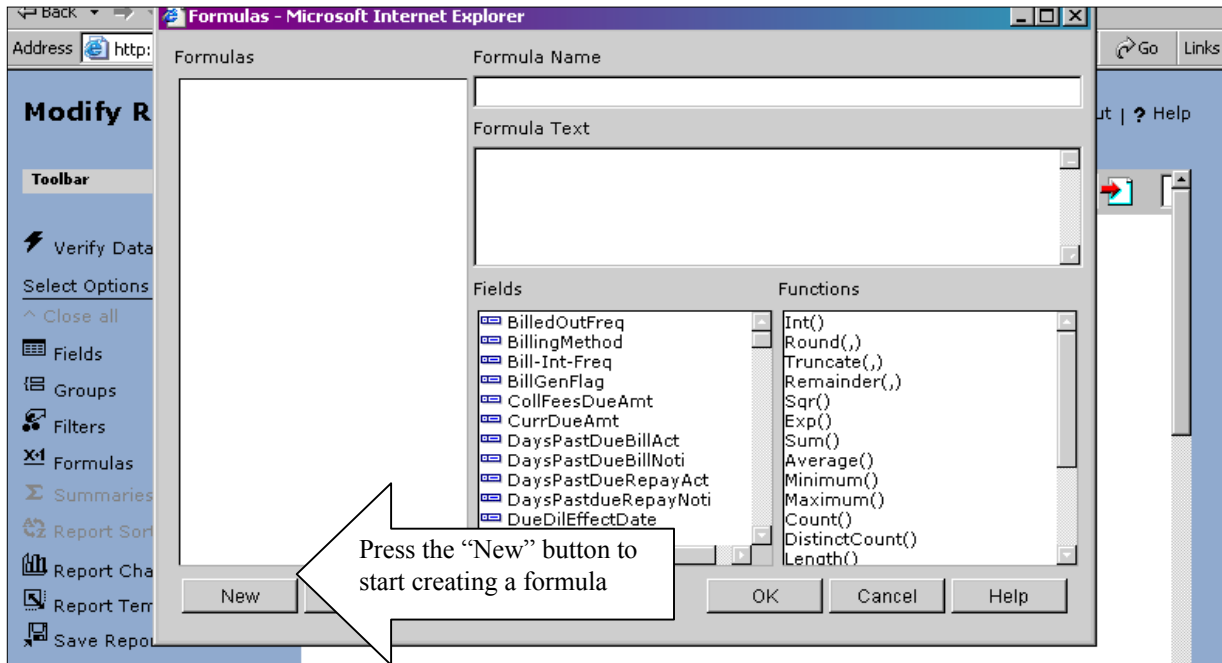 Back
Formulas - Microsoft Internet Explorer
Address http:
Go Links
Modify R
ut | ? Help
Toolbar
Verify Data
Select Options
^ Close all
Fields
Groups
Filters
X+1 Formulas
Σ Summaries
AZ Report Sort
Report Cha
Report Tem
Save Repor
Formulas
Formula Name
Formula Text
Fields
BilledOutFreq
BillingMethod
Bill-Int-Freq
BillGenFlag
CollFeesDueAmt
CurrDueAmt
DaysPastDueBillAct
DaysPastDueBillNoti
DaysPastDueRepayAct
DaysPastdueRepayNoti
DueDilEffectDate
Functions
Int()
Round(,)
Truncate(,)
Remainder(,)
Sqr()
Exp()
Sum()
Average()
Minimum()
Maximum()
Count()
DistinctCount()
Length()
Press the “New” button to
start creating a formula
New
OK Cancel Help